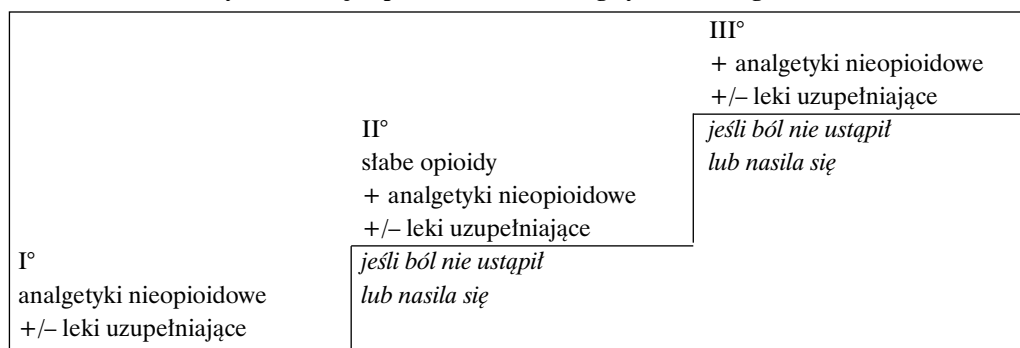 III°
+ analgetyki nieopioidowe
+/– leki uzupełniające
jeśli ból nie ustąpił
lub nasila się
II°
słabe opioidy
+ analgetyki nieopioidowe
+/– leki uzupełniające
jeśli ból nie ustąpił
lub nasila się
I°
analgetyki nieopioidowe
+/– leki uzupełniające